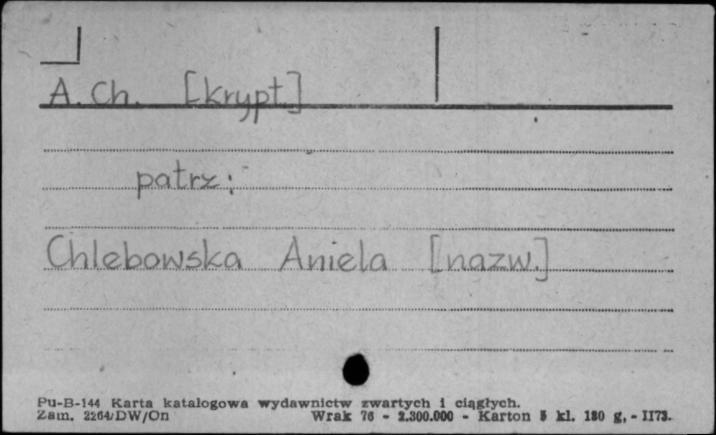 A. Ch. [krypt.]
patrz:
Chlebowska Aniela [nazw.]
Pu-B-144 Karta katalogowa wydawnictw zwartych i ciągłych.
Zam. 2264/DW/On Wrak 76 - 2.300.000 - Karton 5 kl. 180 g, - II73.